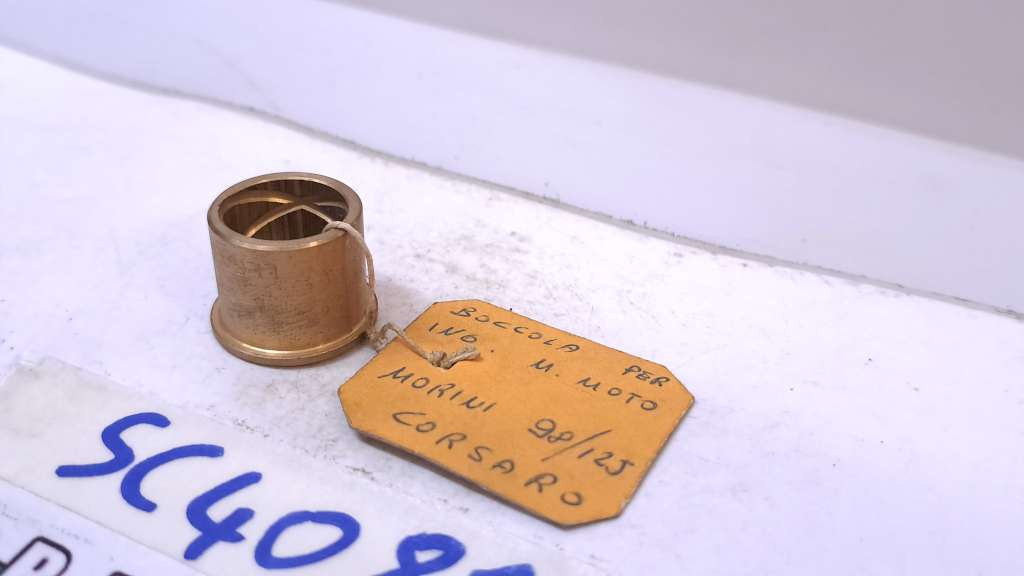 BOCCOLA PER
ING. M. MOTO
MORINI 98/125
CORSARO
SC40